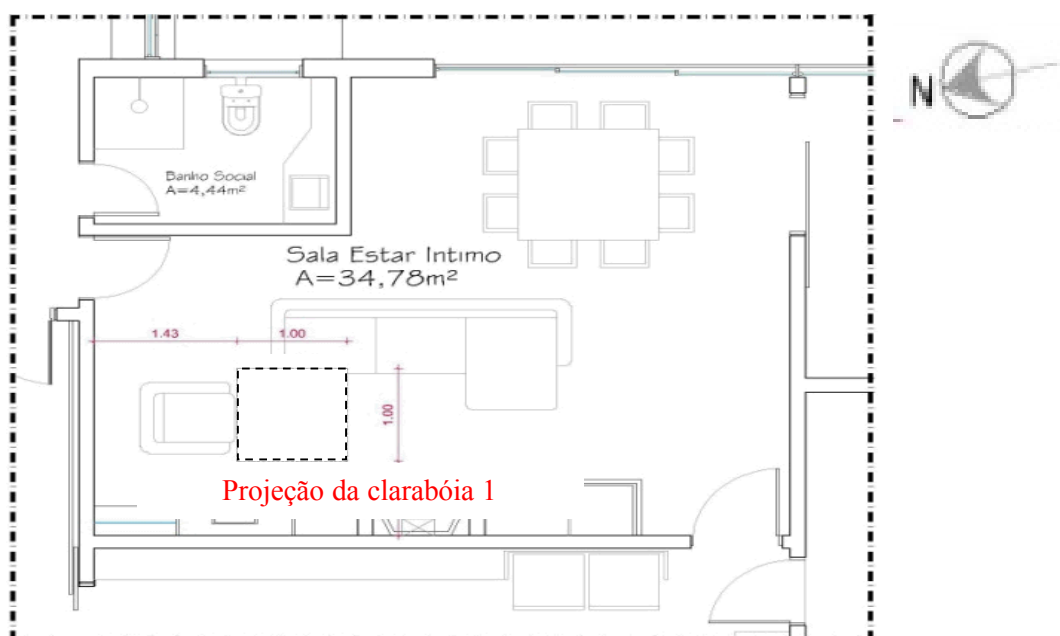 N
Banho Social
A=4,44m²
Sala Estar Intimo
A=34,78m²
1.43
1.00
1.00
Projeção da clarabóia 1